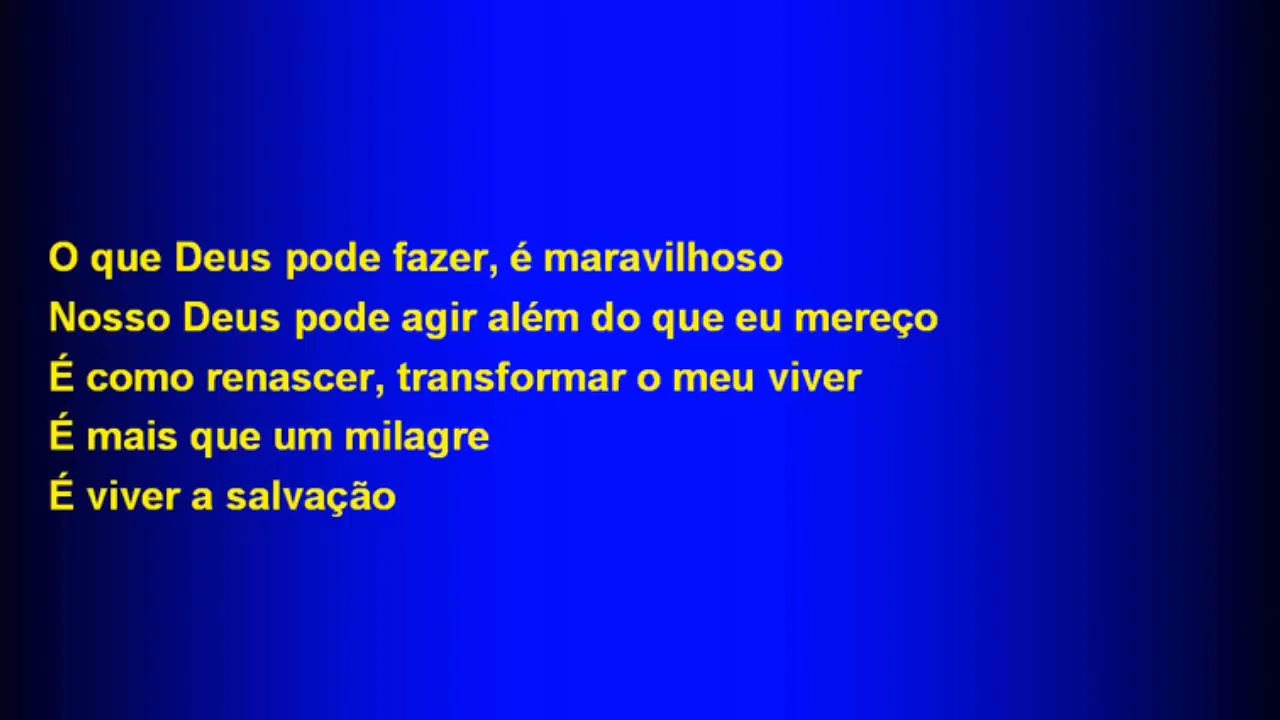 O que Deus pode fazer, é maravilhoso
Nosso Deus pode agir além do que eu mereço
É como renascer, transformar o meu viver
É mais que um milagre
É viver a salvação